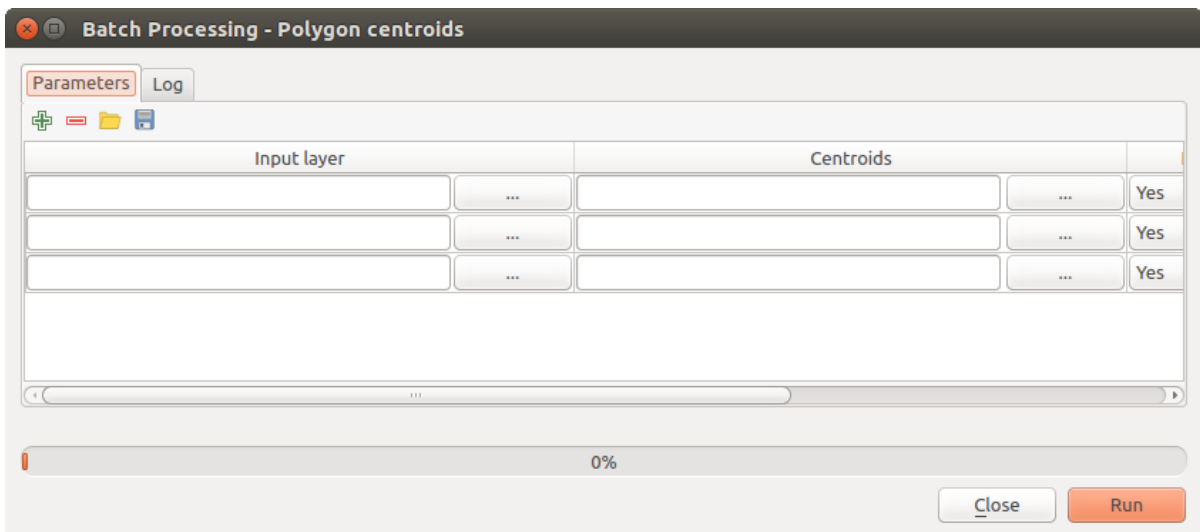 Batch Processing - Polygon centroids
Parameters Log
Input layer Centroids
... ... Yes
... ... Yes
... ... Yes
0%
Close Run